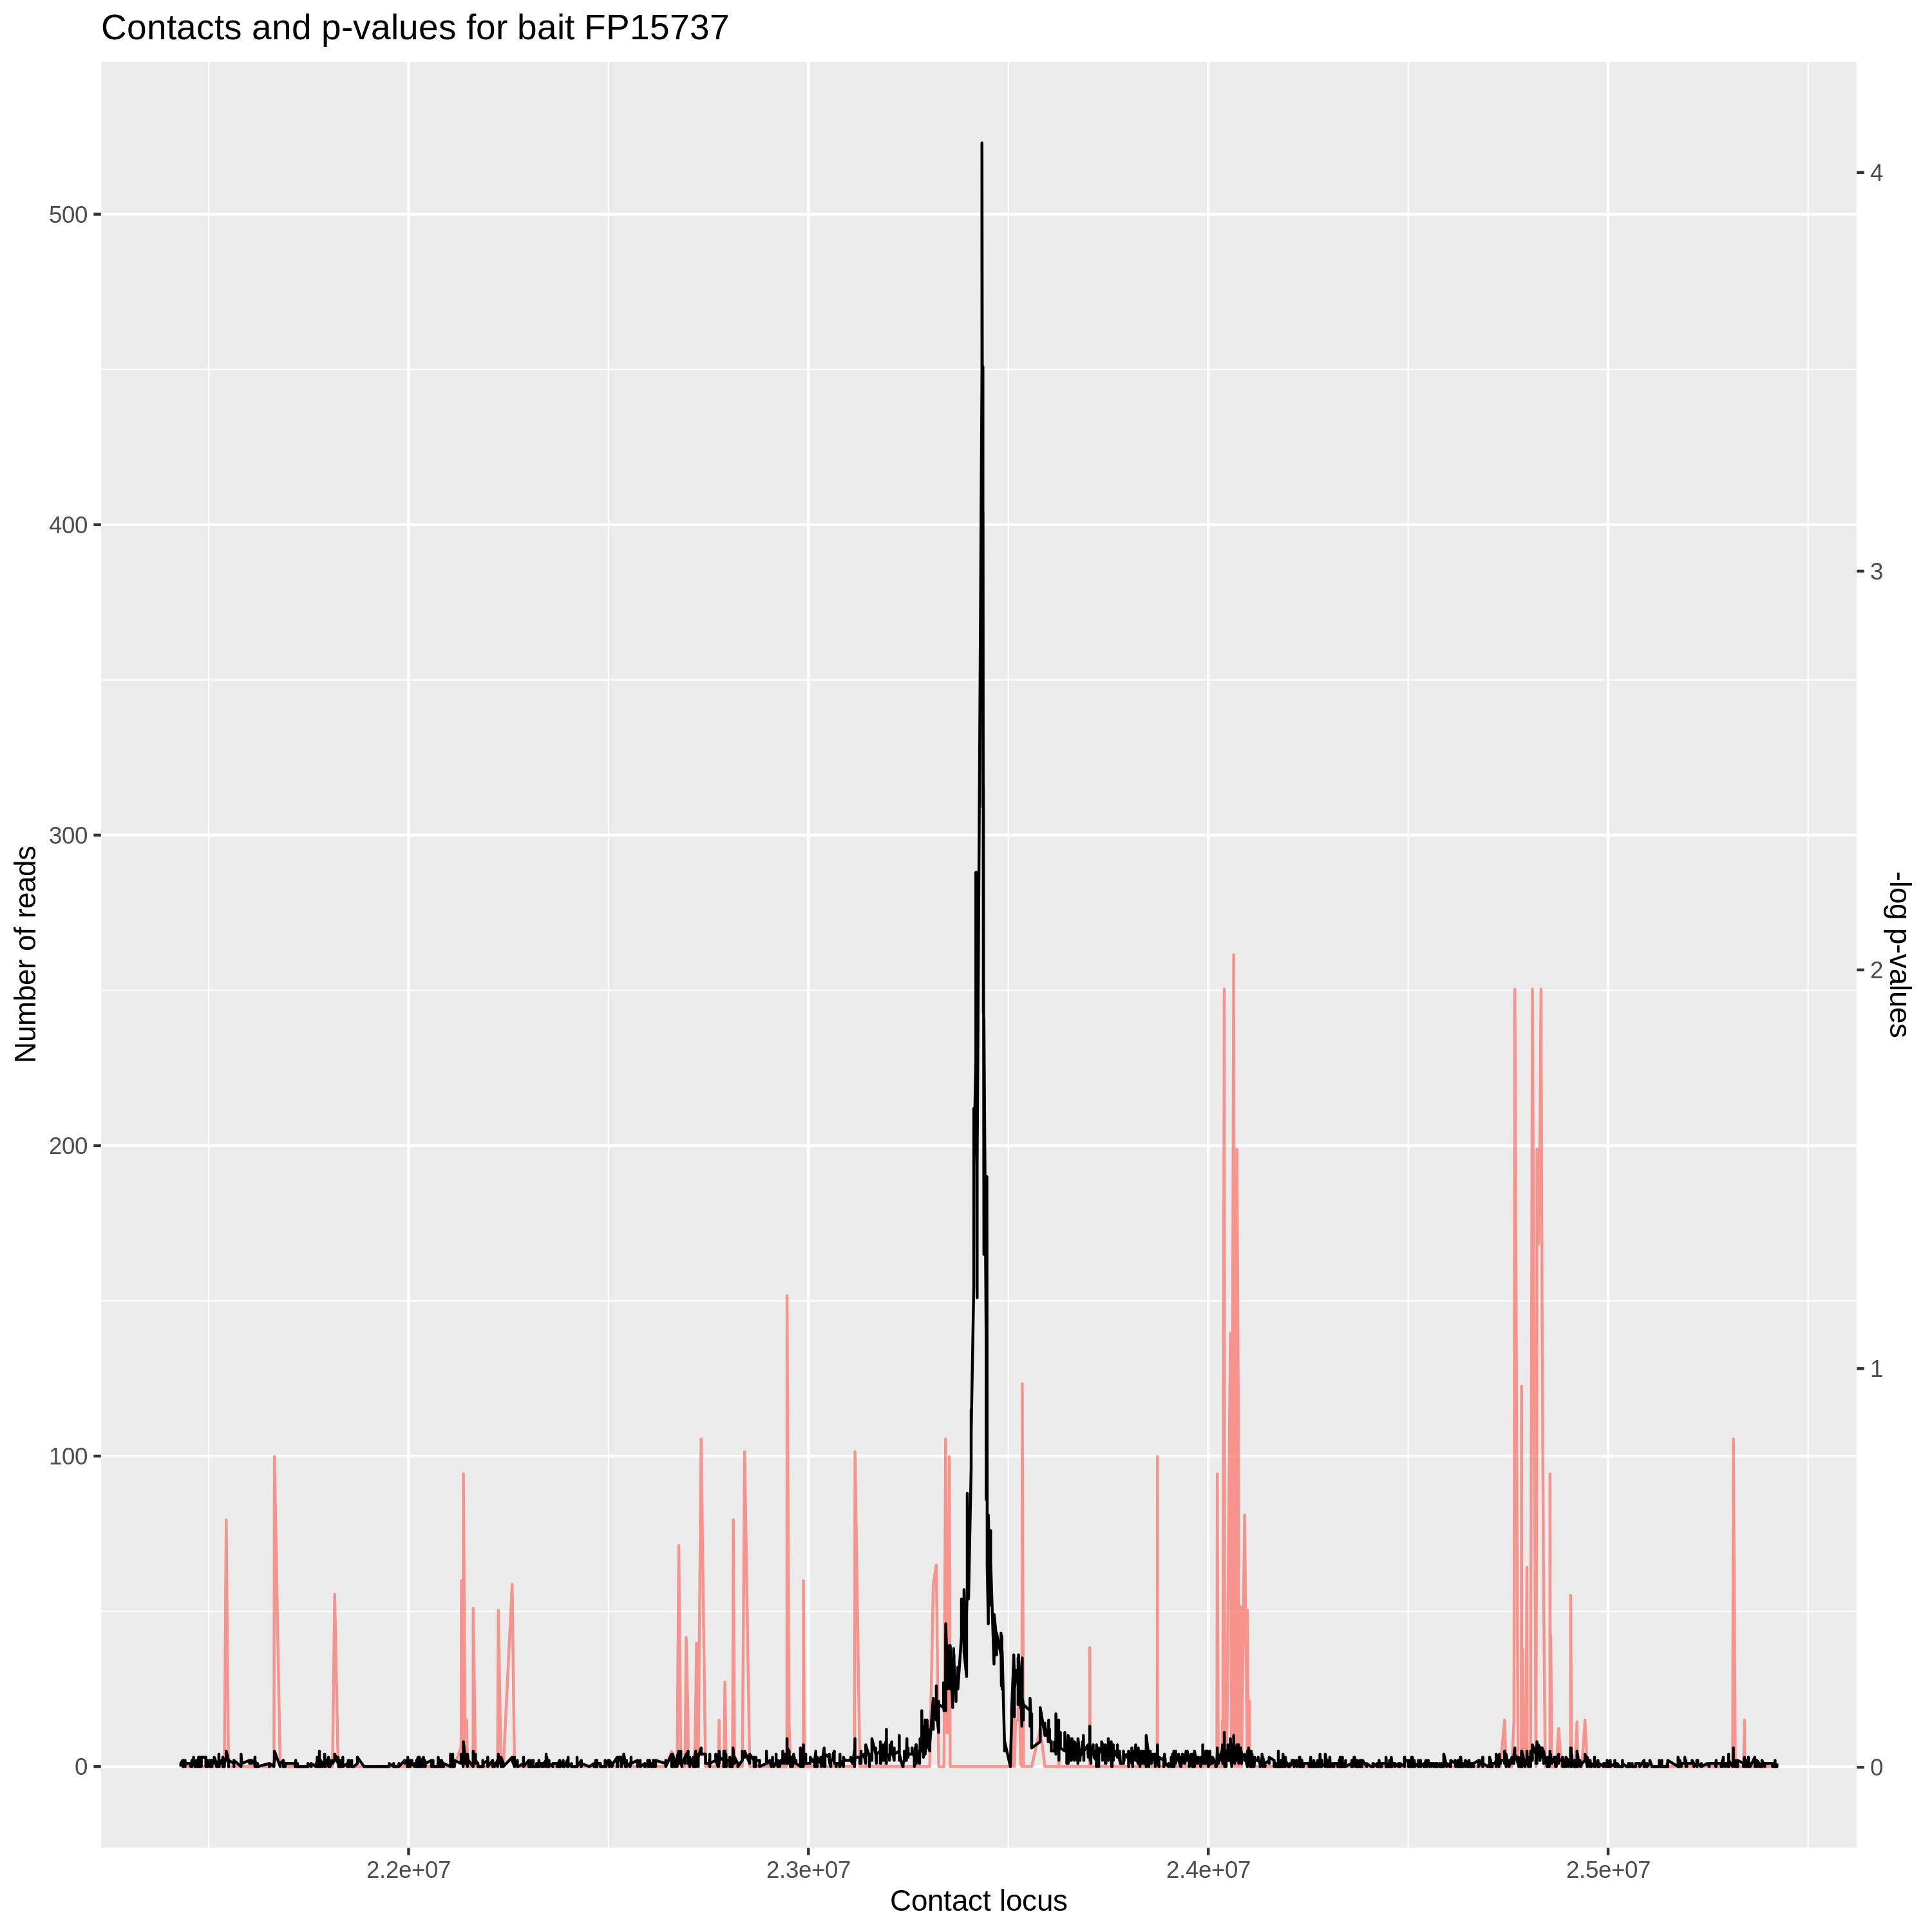 Contacts and p-values for bait FP15737
Number of reads
500
400
300
200
100
0
4
3
2
1
0
-log p-values
2.2e+07 2.3e+07 2.4e+07 2.5e+07
Contact locus